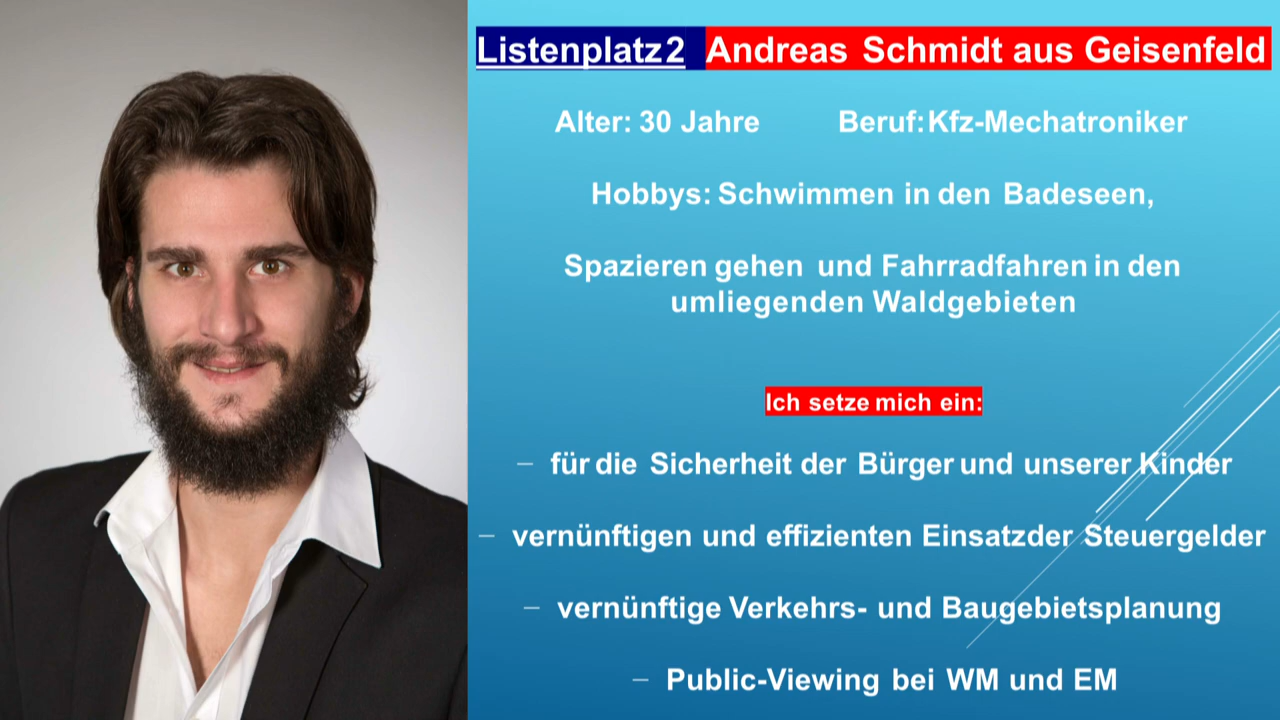 Listenplatz 2 Andreas Schmidt aus Geisenfeld
Alter: 30 Jahre Beruf: Kfz-Mechatroniker
Hobbys: Schwimmen in den Badeseen,
Spazieren gehen und Fahrradfahren in den
umliegenden Waldgebieten
Ich setze mich ein:
– für die Sicherheit der Bürger und unserer Kinder
– vernünftigen und effizienten Einsatzder Steuergelder
– vernünftige Verkehrs- und Baugebietsplanung
– Public-Viewing bei WM und EM